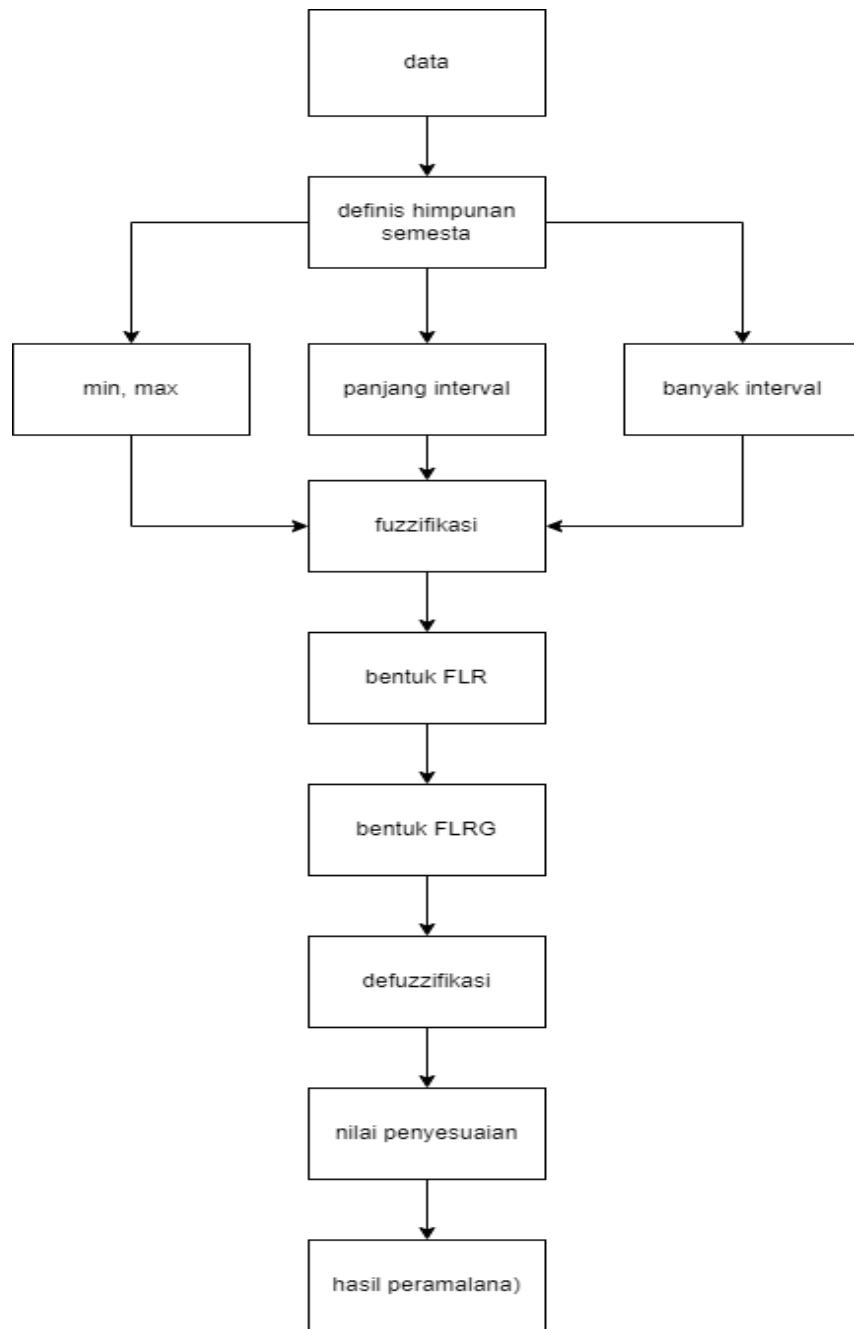 data
definis himpunan
semesta
min, max
panjang interval
banyak interval
fuzzifikasi
bentuk FLR
bentuk FLRG
defuzzifikasi
nilai penyesuaian
hasil peramalana)